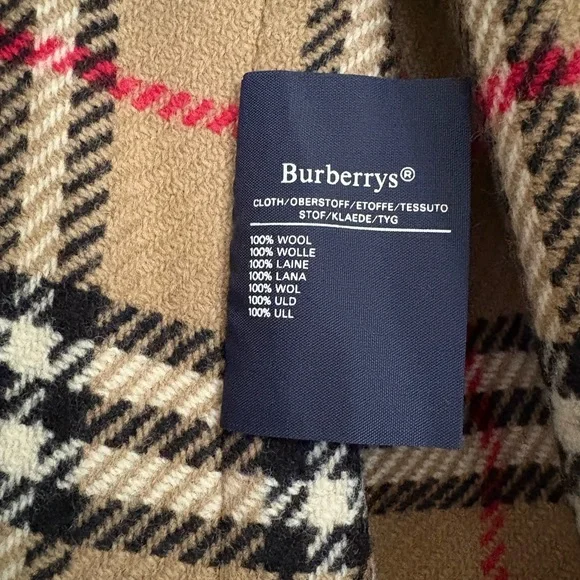 Burberrys®
CLOTH/OBERSTOFF/ETOFFE/TESSUTO
STOF/KLAEDE/TYG
100% WOOL
100% WOLLE
100% LAINE
100% LANA
100% WOL
100% ULD
100% ULL